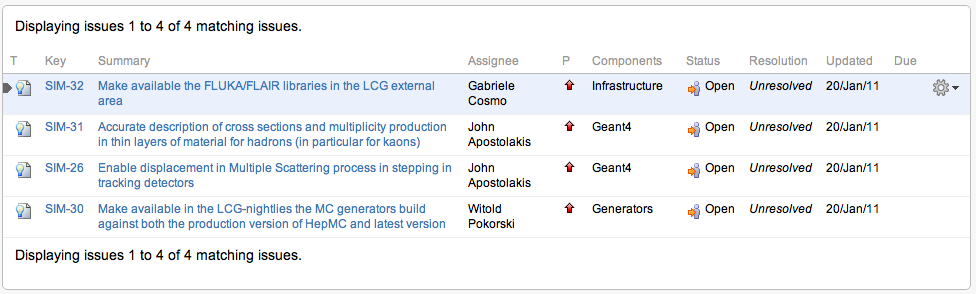 Displaying issues 1 to 4 of 4 matching issues.
T Key Summary Assignee P Components Status Resolution Updated Due
SIM-32 Make available the FLUKA/FLAIR libraries in the LCG external Gabriele Infrastructure Open Unresolved 20/Jan/11
area Cosmo
SIM-31 Accurate description of cross sections and multiplicity production John Geant4 Open Unresolved 20/Jan/11
in thin layers of material for hadrons (in particular for kaons) Apostolakis
SIM-26 Enable displacement in Multiple Scattering process in stepping in John Geant4 Open Unresolved 20/Jan/11
tracking detectors Apostolakis
SIM-30 Make available in the LCG-nightlies the MC generators build Witold Generators Open Unresolved 20/Jan/11
against both the production version of HepMC and latest version Pokorski
Displaying issues 1 to 4 of 4 matching issues.